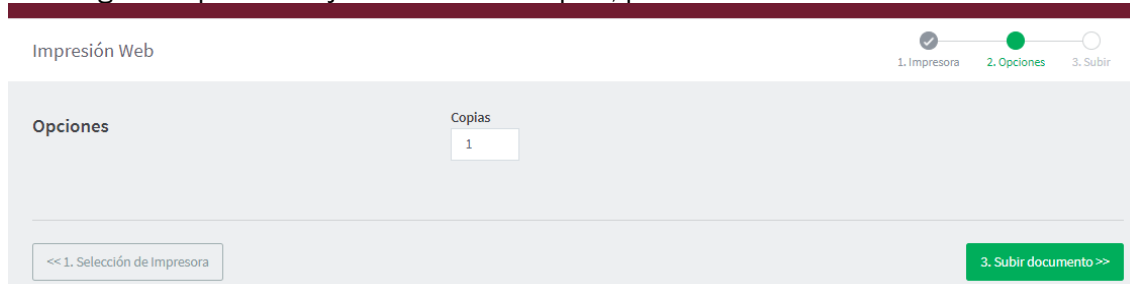 Impresión Web
1. Impresora 2. Opciones 3. Subir
Opciones
Copias
1
<< 1. Selección de Impresora
3. Subir documento >>